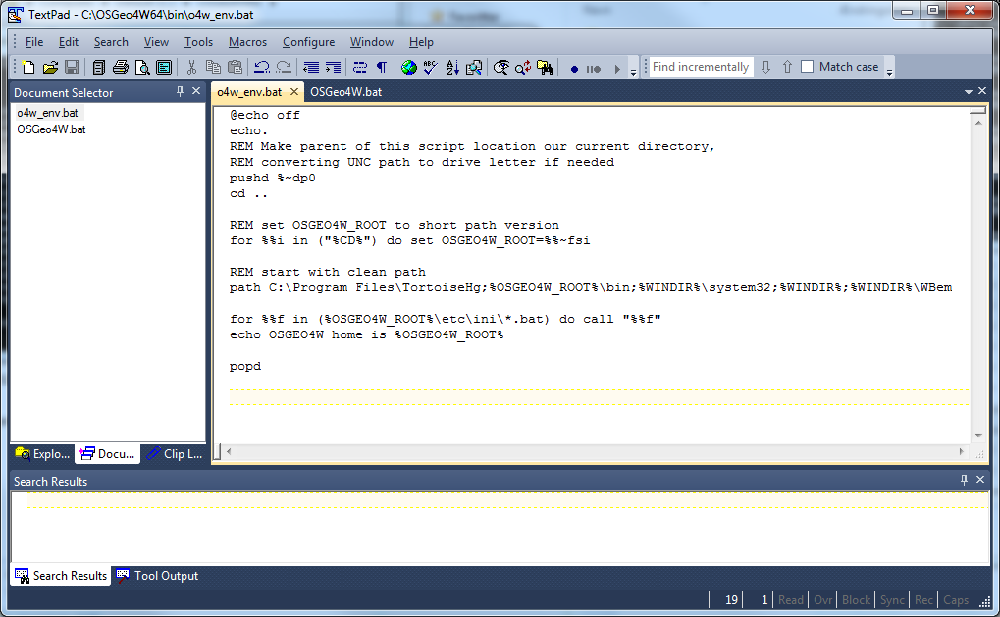 TextPad - C:\OSGeo4W64\bin\o4w_env.bat
File Edit Search View Tools Macros Configure Window Help
Find incrementally Match case
Document Selector
o4w_env.bat
OSGeo4W.bat
o4w_env.bat OSGeo4W.bat
@echo off
echo.
REM Make parent of this script location our current directory,
REM converting UNC path to drive letter if needed
pushd %~dp0
cd ..
REM set OSGEO4W_ROOT to short path version
for %%i in ("%CD%") do set OSGEO4W_ROOT=%%~fsi
REM start with clean path
path C:\Program Files\TortoiseHg;%OSGEO4W_ROOT%\bin;%WINDIR%\system32;%WINDIR%;%WINDIR%\WBem
for %%f in (%OSGEO4W_ROOT%\etc\ini\*.bat) do call "%%f"
echo OSGEO4W home is %OSGEO4W_ROOT%
popd
Explo... Docu... Clip L...
Search Results
Search Results Tool Output
19 1 Read Ovr Block Sync Rec Caps